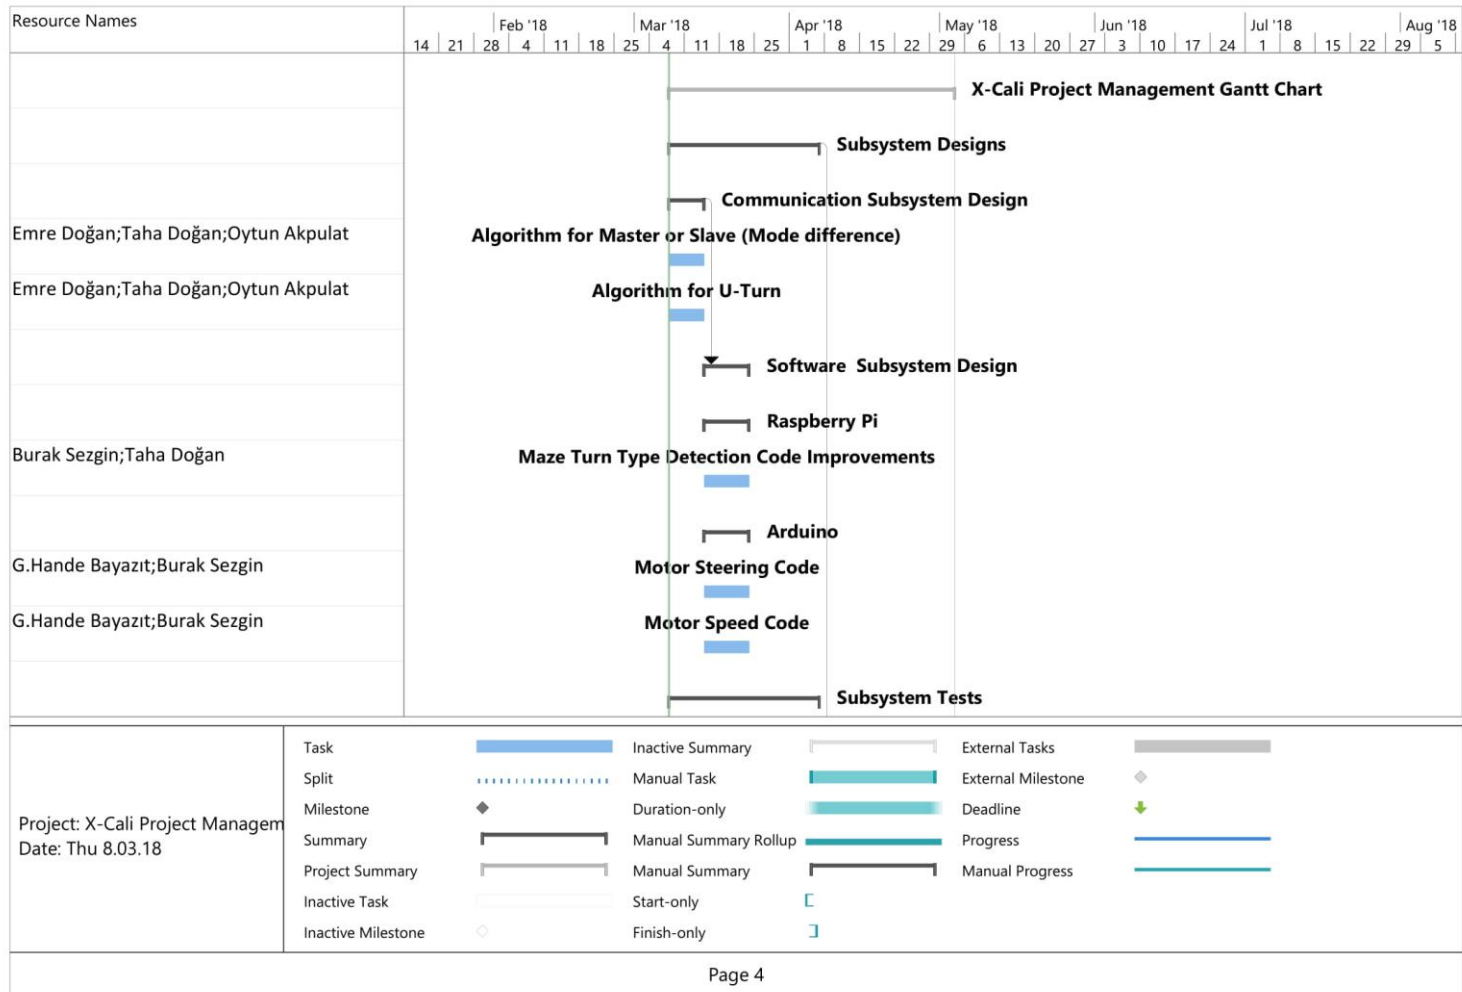 Resource Names
Feb '18 Mar '18 Apr '18 May '18 Jun '18 Jul '18 Aug '18
14 21 28 4 11 18 25 4 11 18 25 1 8 15 22 29 6 13 20 27 3 10 17 24 1 8 15 22 29 5
X-Cali Project Management Gantt Chart
Subsystem Designs
Communication Subsystem Design
Emre Doğan;Taha Doğan;Oytun Akpulat Algorithm for Master or Slave (Mode difference)
Emre Doğan;Taha Doğan;Oytun Akpulat Algorithm for U-Turn
Software Subsystem Design
Raspberry Pi
Burak Sezgin;Taha Doğan Maze Turn Type Detection Code Improvements
Arduino
G.Hande Bayazıt;Burak Sezgin Motor Steering Code
G.Hande Bayazıt;Burak Sezgin Motor Speed Code
Subsystem Tests
Project: X-Cali Project Managem
Date: Thu 8.03.18
Task
Split
Milestone
Summary
Project Summary
Inactive Task
Inactive Milestone
Inactive Summary
Manual Task
Duration-only
Manual Summary Rollup
Manual Summary
Start-only
Finish-only
External Tasks
External Milestone
Deadline
Progress
Manual Progress
Page 4